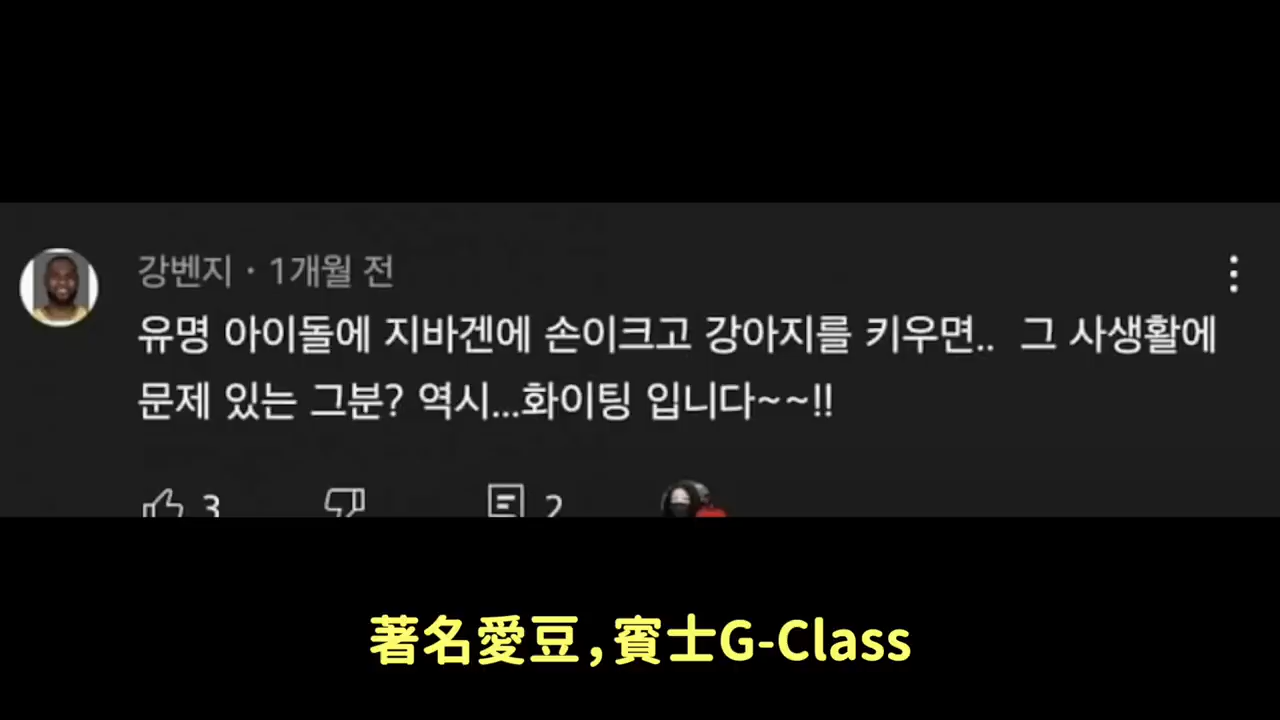 강벤지 · 1개월 전
유명 아이돌에 지바겐에 손이크고 강아지를 키우면.. 그 사생활에
문제 있는 그분? 역시...화이팅 입니다~~!!
3 2
著名愛豆,賓士G-Class